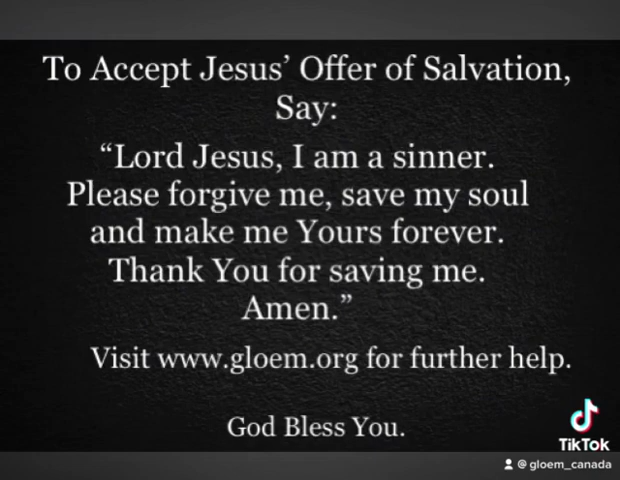 To Accept Jesus’ Offer of Salvation,
Say:
“Lord Jesus, I am a sinner.
Please forgive me, save my soul
and make me Yours forever.
Thank You for saving me.
Amen.”
Visit www.gloem.org for further help.
God Bless You.
TikTok
@gloem_canada